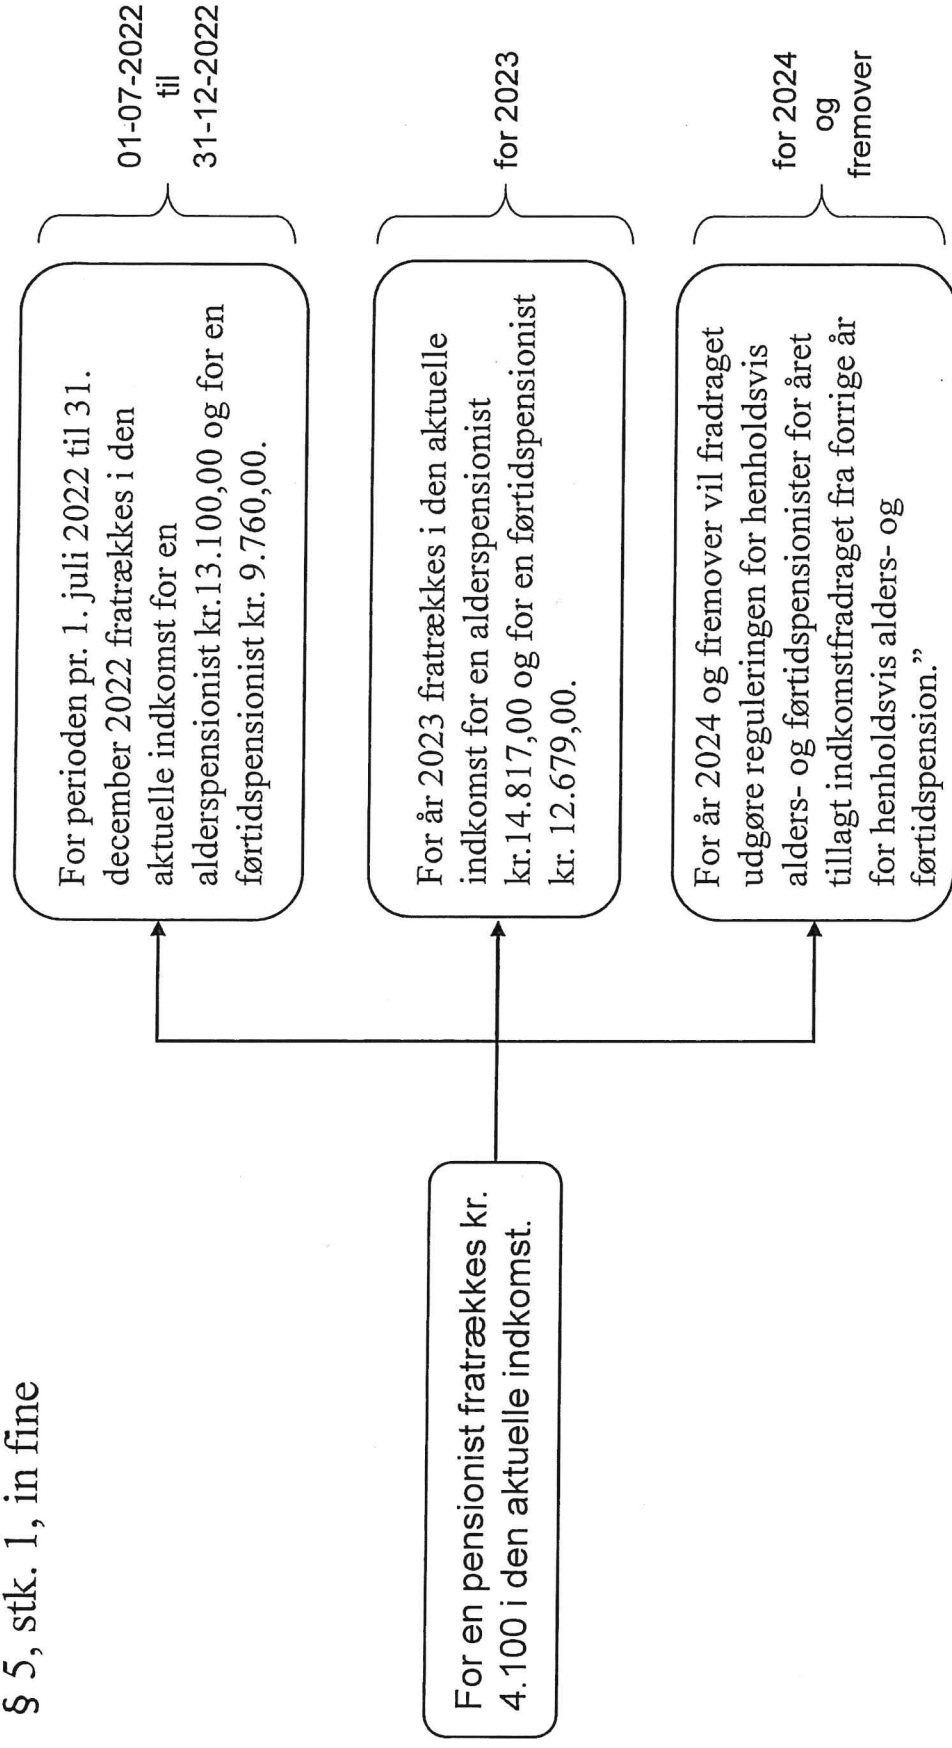 § 5, stk. 1, in fine
For en pensionist fratrækkes kr.
4.100 i den aktuelle indkomst.
For perioden pr. 1. juli 2022 til 31.
december 2022 fratrækkes i den
aktuelle indkomst for en
alderspensionist kr.13.100,00 og for en
førtidspensionist kr. 9.760,00.
01-07-2022
til
31-12-2022
For år 2023 fratrækkes i den aktuelle
indkomst for en alderspensionist
kr.14.817,00 og for en førtidspensionist
kr. 12.679,00.
for 2023
For år 2024 og fremover vil fradraget
udgøre reguleringen for henholdsvis
alders- og førtidspensionister for året
tillagt indkomstfradraget fra forrige år
for henholdsvis alders- og
førtidspension.”
for 2024
og
fremover